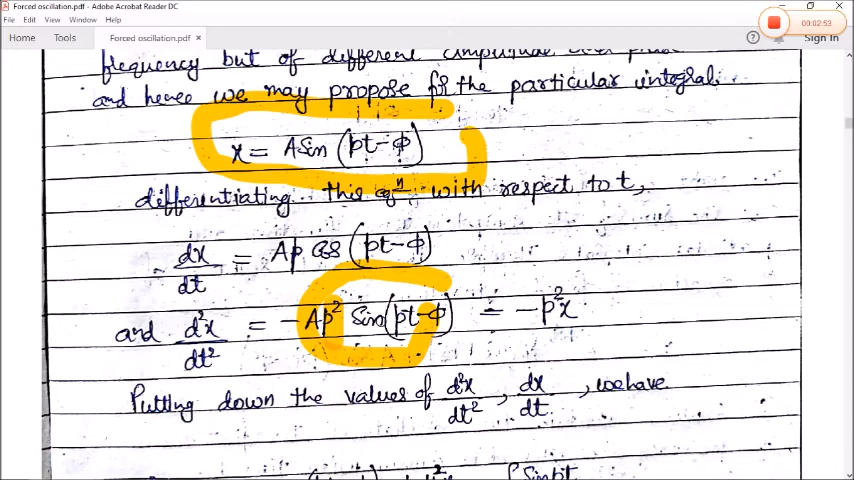 Forced oscillation.pdf - Adobe Acrobat Reader DC
File Edit View Window Help
00:02:53
Home Tools Forced oscillation.pdf × Sign In
frequency but of different amplitude
and hence we may propose for the particular integral.
x = A Sin (pt-ϕ)
differentiating this eqⁿ with respect to t,
dx/dt = Ap Cos (pt-ϕ)
and d²x/dt² = -Ap² Sin(pt-ϕ) = -p²x
Putting down the values of d²x/dt², dx/dt, we have
Sinpt